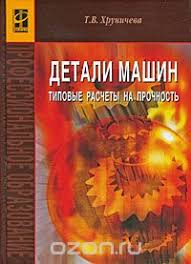 Т.В. Хруничева
ДЕТАЛИ МАШИН
ТИПОВЫЕ РАСЧЕТЫ НА ПРОЧНОСТЬ
ПРОФЕССИОНАЛЬНОЕ ОБРАЗОВАНИЕ
ozon.ru